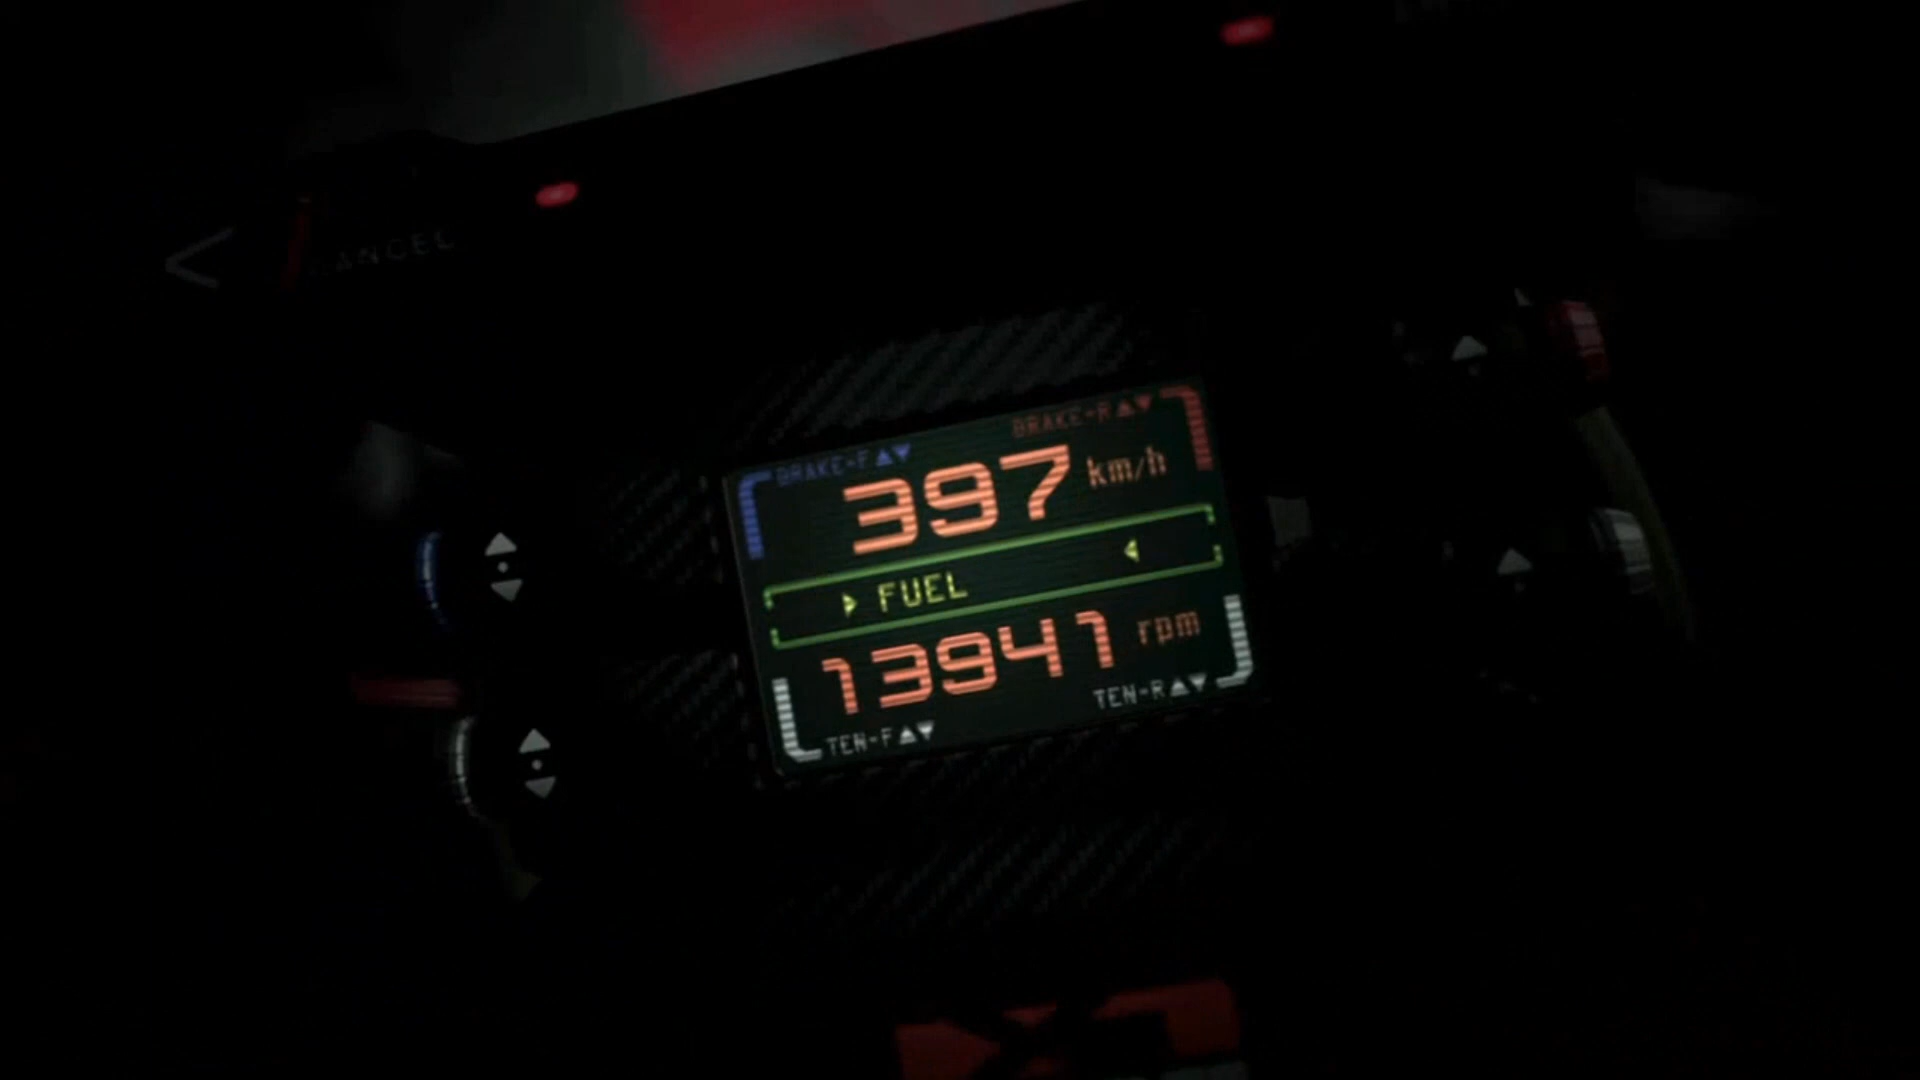 CANCEL
BRAKE-F▲▼
BRAKE-R▲▼
397 km/h
FUEL
13941 rpm
TEN-F▲▼
TEN-R▲▼